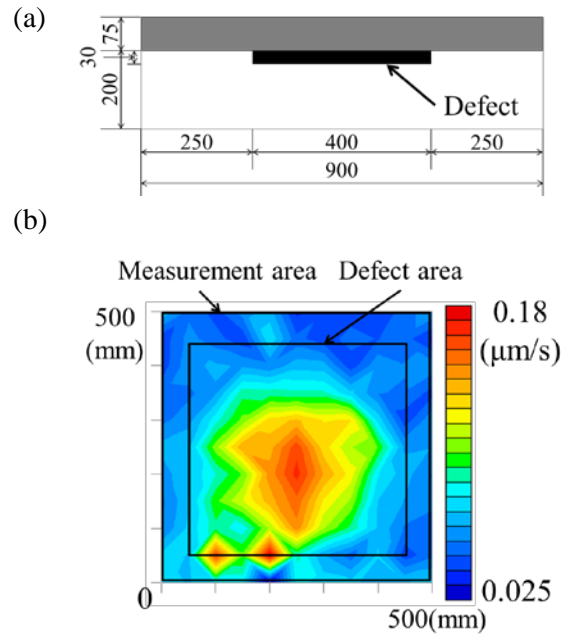 (a)
75
30
200
Defect
250 400 250
900
(b)
Measurement area Defect area
500
(mm)
0.18
(μm/s)
0.025
0
500(mm)